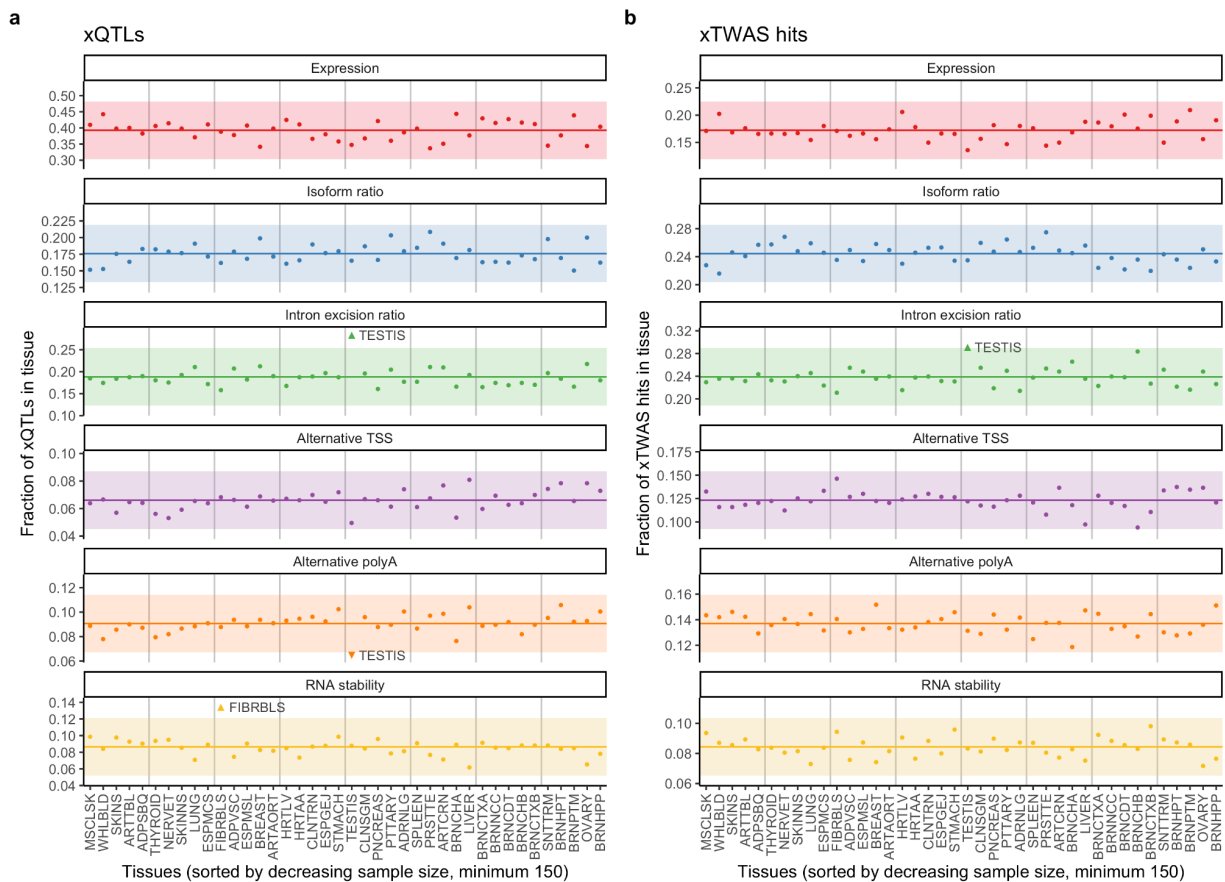 a
xQTLs
Fraction of xQTLs in tissue
Expression
0.50
0.45
0.40
0.35
0.30
Isoform ratio
0.225
0.200
0.175
0.150
0.125
Intron excision ratio
TESTIS
0.25
0.20
0.15
0.10
Alternative TSS
0.10
0.08
0.06
0.04
Alternative polyA
0.12
0.10
0.08
0.06
TESTIS
RNA stability
0.14
FIBRBLS
0.12
0.10
0.08
0.06
0.04
MSCLSK
WHLBLD
SKINS
ARTTBL
ADPSBQ
THYROID
NERVET
SKINNS
LUNG
ESPMCS
FIBRBLS
ADPVSC
ESPMSL
BREAST
ARTAORT
HRTLV
HRTAA
CLNTRN
ESPGEJ
STMACH
TESTIS
CLNSGM
PNCREAS
PTTARY
ADRNLG
SPLEEN
PRSTTE
ARTCRN
BRNCHA
LIVER
BRNCTXA
BRNNCC
BRNCDT
BRNCHB
BRNCTXB
SNTTRM
BRNHPT
BRNPTM
OVARY
BRNHPP
Tissues (sorted by decreasing sample size, minimum 150)
b
xTWAS hits
Fraction of xTWAS hits in tissue
Expression
0.25
0.20
0.15
Isoform ratio
0.28
0.24
0.20
Intron excision ratio
0.32
TESTIS
0.28
0.24
0.20
Alternative TSS
0.175
0.150
0.125
0.100
Alternative polyA
0.16
0.14
0.12
RNA stability
0.10
0.08
0.06
MSCLSK
WHLBLD
SKINS
ARTTBL
ADPSBQ
THYROID
NERVET
SKINNS
LUNG
ESPMCS
FIBRBLS
ADPVSC
ESPMSL
BREAST
ARTAORT
HRTLV
HRTAA
CLNTRN
ESPGEJ
STMACH
TESTIS
CLNSGM
PNCREAS
PTTARY
ADRNLG
SPLEEN
PRSTTE
ARTCRN
BRNCHA
LIVER
BRNCTXA
BRNNCC
BRNCDT
BRNCHB
BRNCTXB
SNTTRM
BRNHPT
BRNPTM
OVARY
BRNHPP
Tissues (sorted by decreasing sample size, minimum 150)